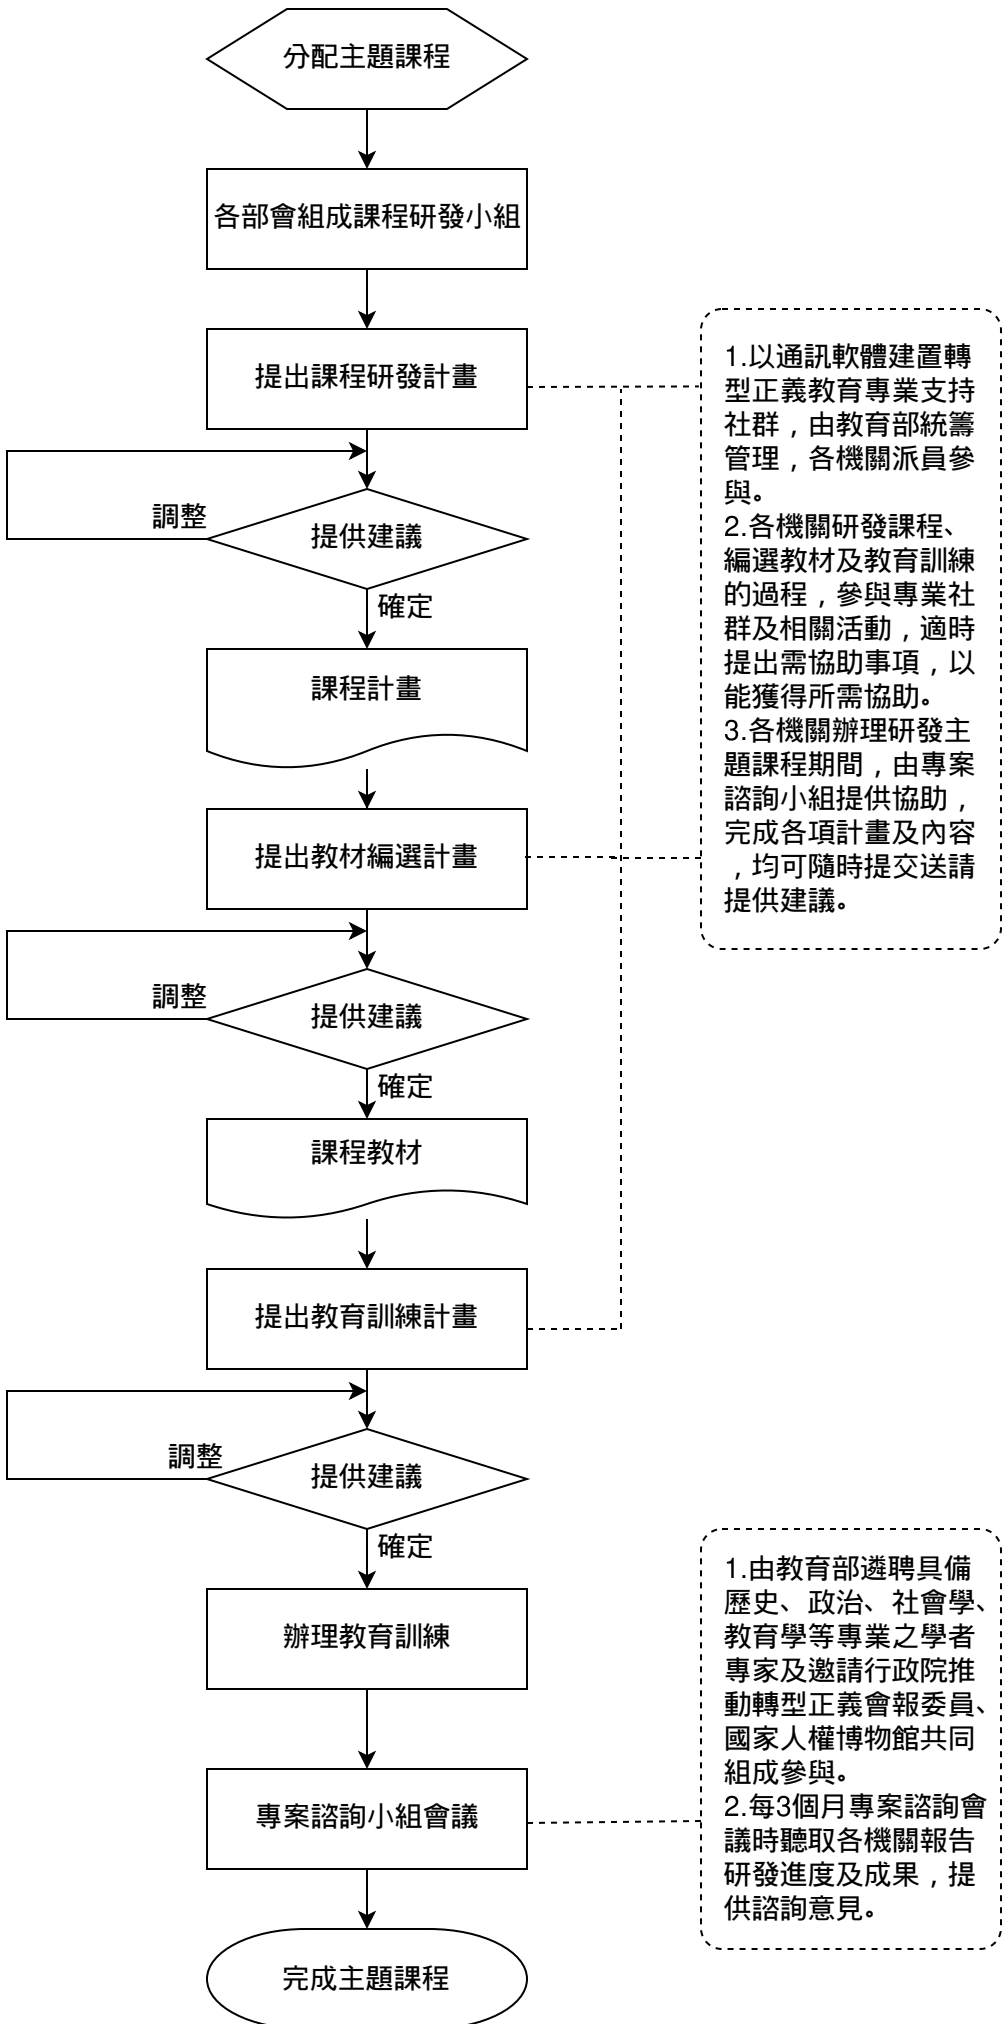 分配主題課程
各部會組成課程研發小組
提出課程研發計畫
調整
提供建議
確定
課程計畫
提出教材編選計畫
調整
提供建議
確定
課程教材
提出教育訓練計畫
調整
提供建議
確定
辦理教育訓練
專案諮詢小組會議
完成主題課程
1.以通訊軟體建置轉
型正義教育專業支持
社群，由教育部統籌
管理，各機關派員參
與。
2.各機關研發課程、
編選教材及教育訓練
的過程，參與專業社
群及相關活動，適時
提出需協助事項，以
能獲得所需協助。
3.各機關辦理研發主
題課程期間，由專案
諮詢小組提供協助，
完成各項計畫及內容
，均可隨時提交送請
提供建議。
1.由教育部遴聘具備
歷史、政治、社會學、
教育學等專業之學者
專家及邀請行政院推
動轉型正義會報委員、
國家人權博物館共同
組成參與。
2.每3個月專案諮詢會
議時聽取各機關報告
研發進度及成果，提
供諮詢意見。